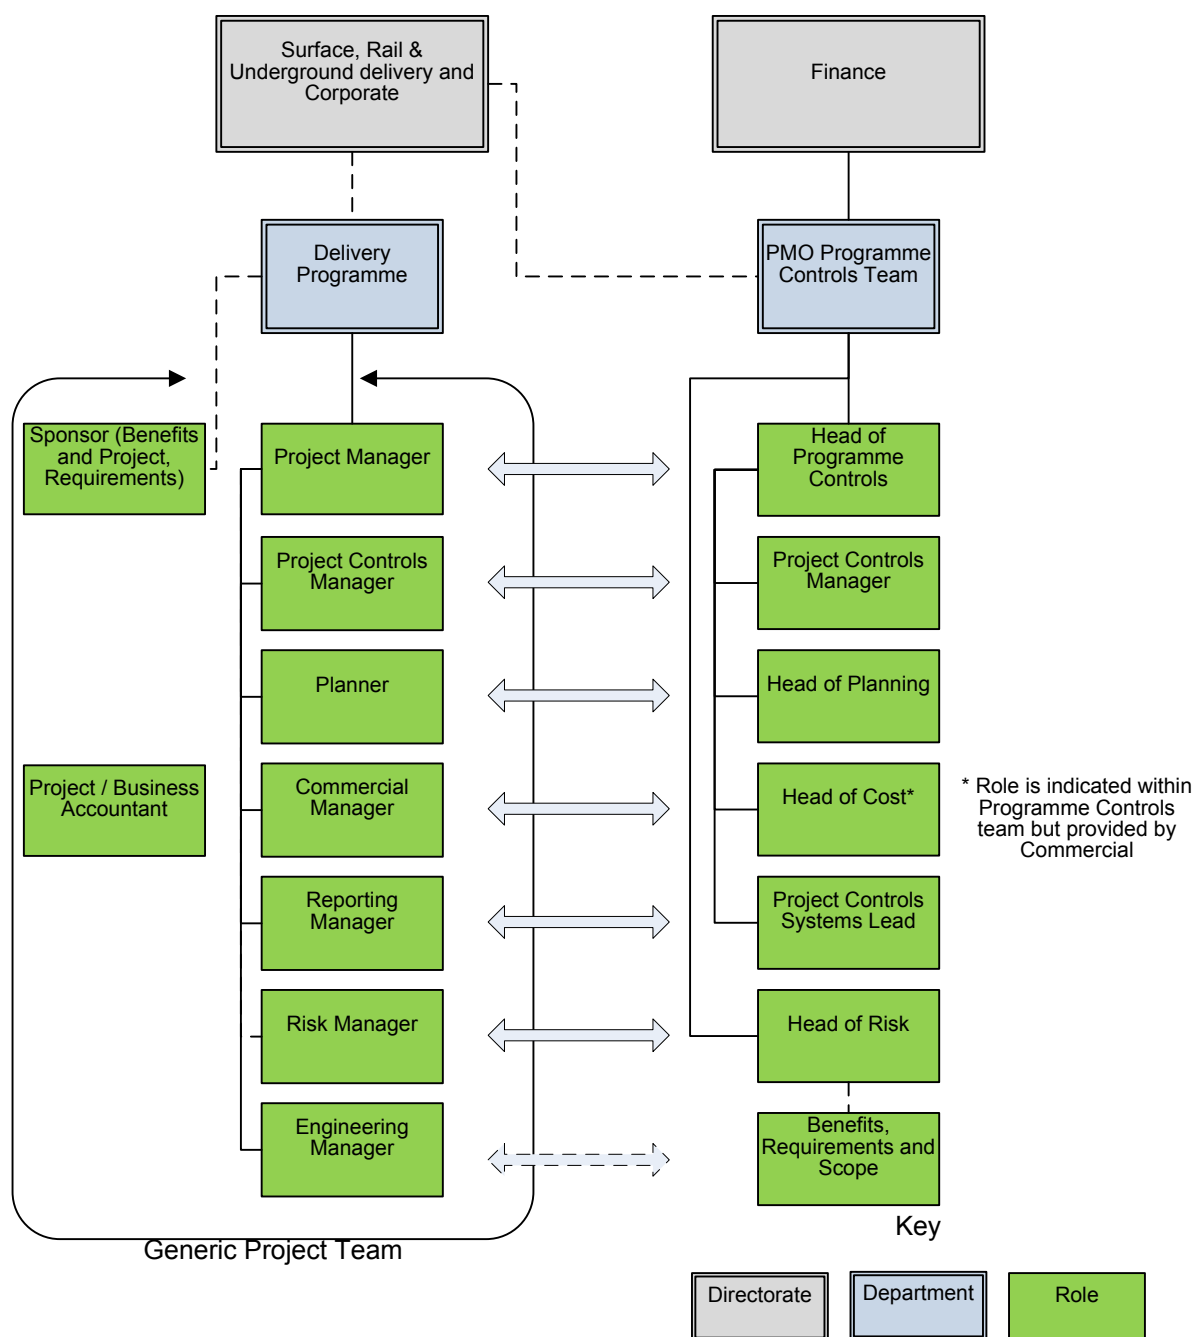 Surface, Rail &
Underground delivery and
Corporate
Finance
Delivery
Programme
PMO Programme
Controls Team
Sponsor (Benefits
and Project,
Requirements)
Project Manager
Head of
Programme
Controls
Project Controls
Manager
Project Controls
Manager
Planner
Head of Planning
Project / Business
Accountant
Commercial
Manager
Head of Cost*
* Role is indicated within
Programme Controls
team but provided by
Commercial
Reporting
Manager
Project Controls
Systems Lead
Risk Manager
Head of Risk
Engineering
Manager
Benefits,
Requirements and
Scope
Generic Project Team
Key
Directorate
Department
Role